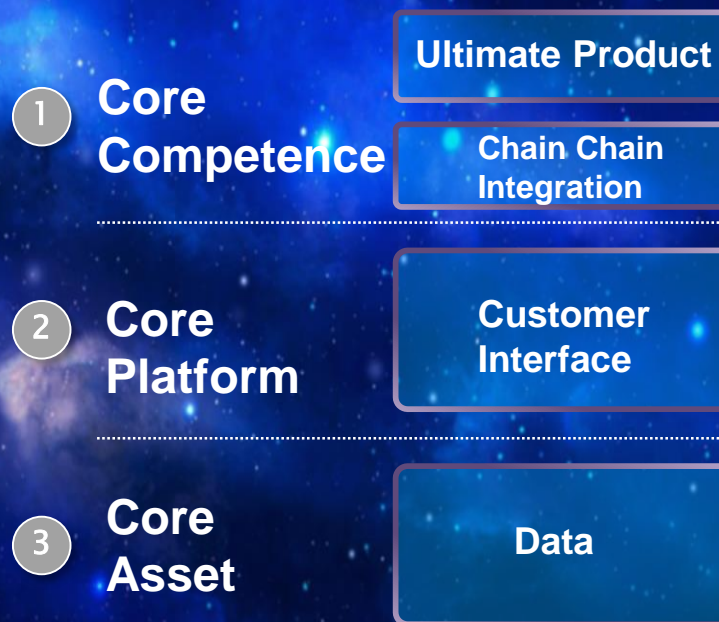 1
Core
Competence
Ultimate Product
Chain Chain
Integration
2
Core
Platform
Customer
Interface
3
Core
Asset
Data